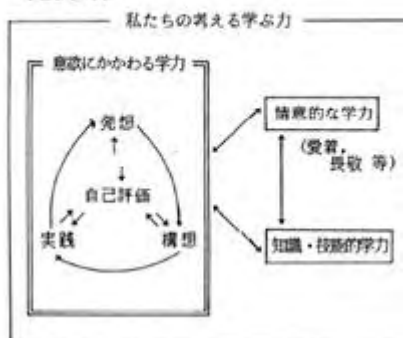 私たちの考える学ぶ力
意欲にかかわる学力
発想
自己評価
実践
構想
情意的な学力
(愛着,
畏敬 等)
知識・技能的学力